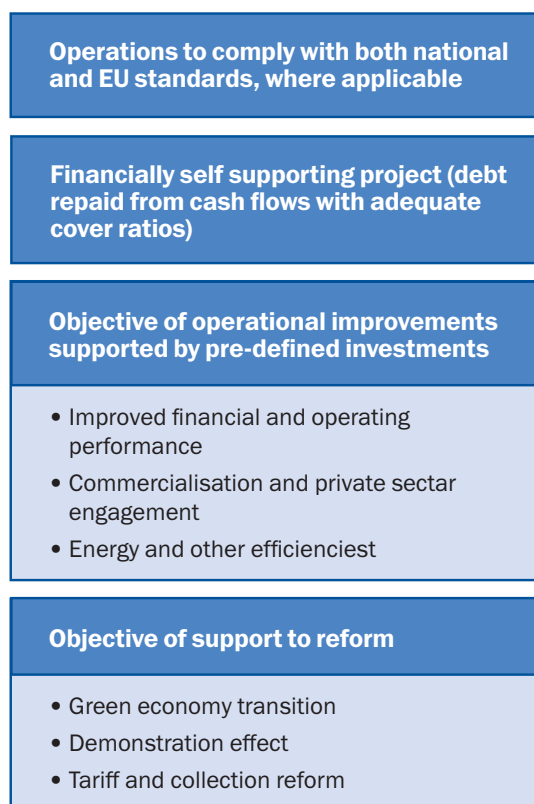 Operations to comply with both national
and EU standards, where applicable
Financially self supporting project (debt
repaid from cash flows with adequate
cover ratios)
Objective of operational improvements
supported by pre-defined investments
• Improved financial and operating
performance
• Commercialisation and private sectar
engagement
• Energy and other efficienciest
Objective of support to reform
• Green economy transition
• Demonstration effect
• Tariff and collection reform